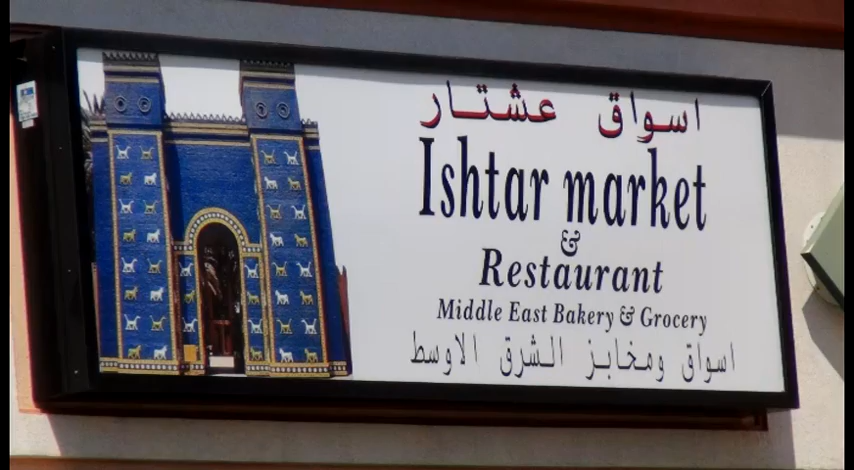 اسواق عشتار
Ishtar market
&
Restaurant
Middle East Bakery & Grocery
اسواق ومخابز الشرق الاوسط